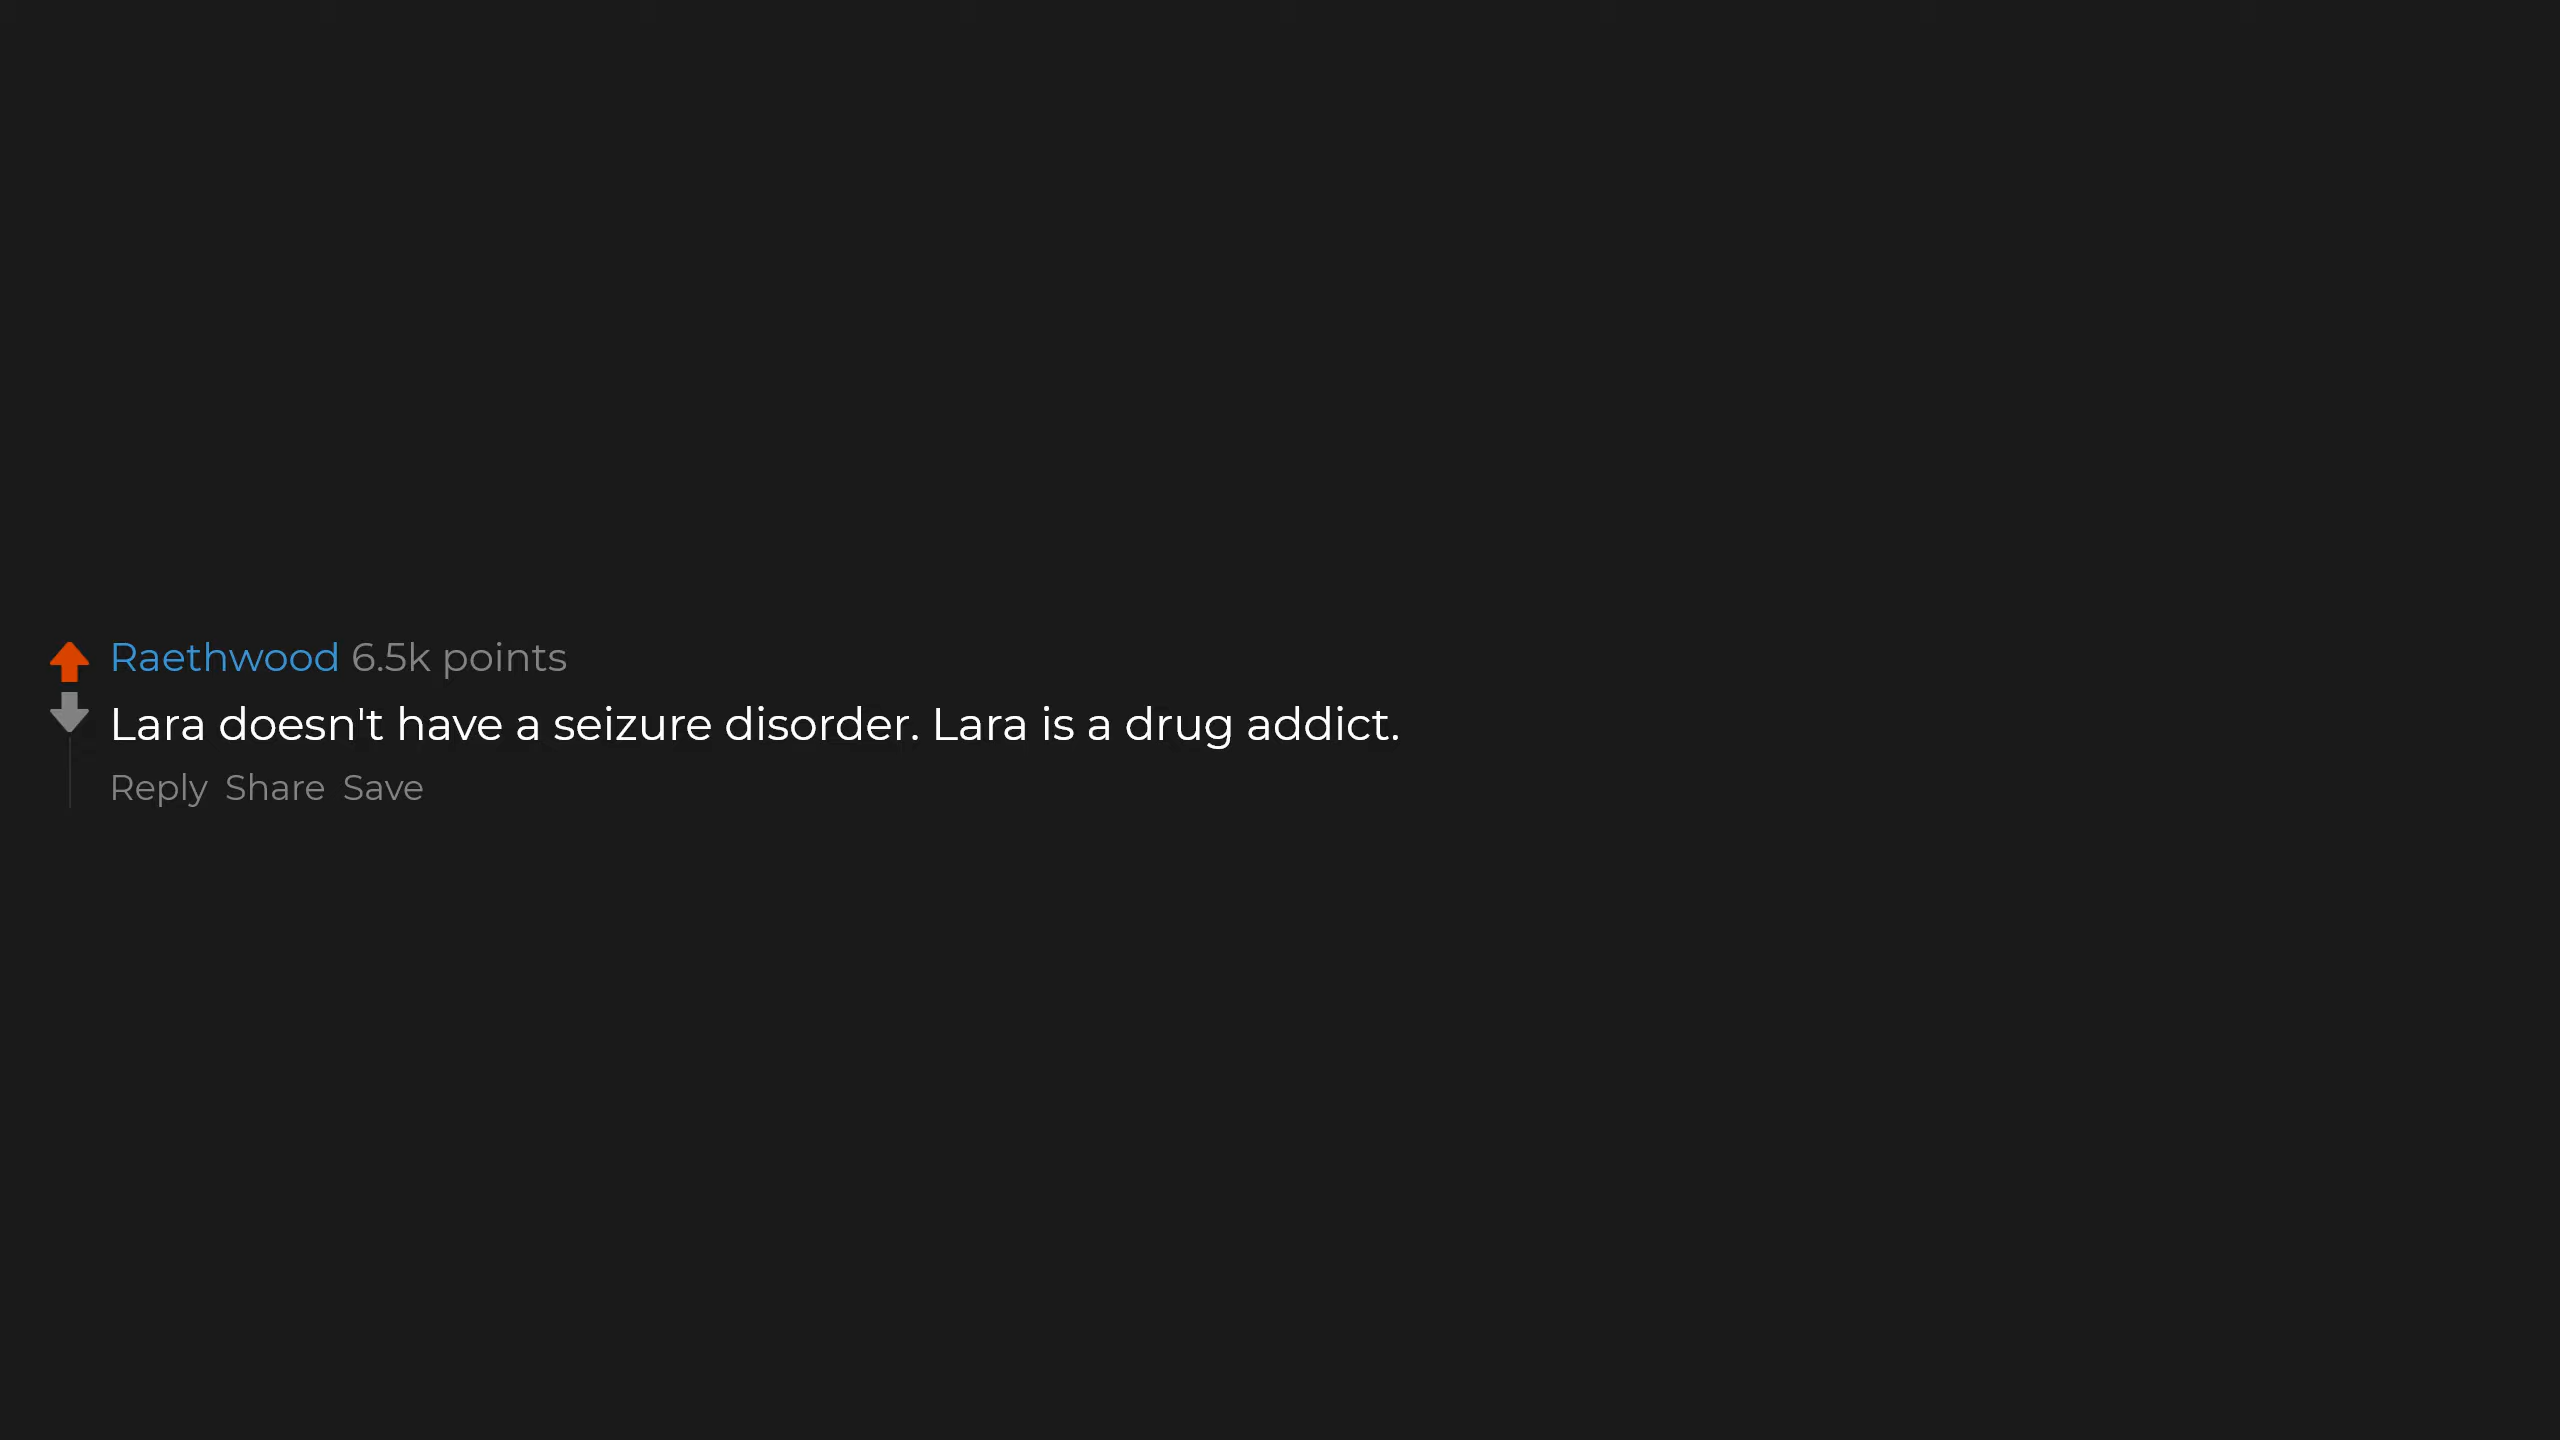 Raethwood 6.5k points
Lara doesn't have a seizure disorder. Lara is a drug addict.
Reply Share Save